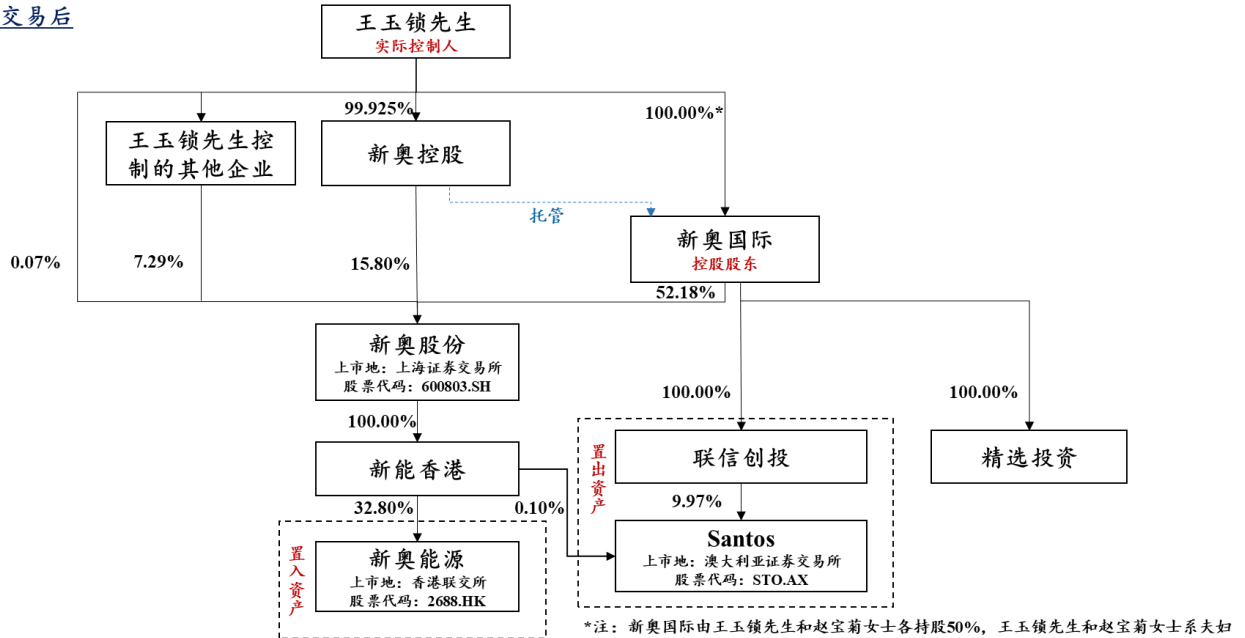 交易后
王玉锁先生
实际控制人
99.925%
100.00%*
王玉锁先生控
制的其他企业
新奥控股
托管
新奥国际
控股股东
0.07%
7.29%
15.80%
52.18%
新奥股份
上市地：上海证券交易所
股票代码：600803.SH
100.00%
100.00%
100.00%
新能香港
置出资产
联信创投
精选投资
32.80%
0.10%
9.97%
置入资产
新奥能源
上市地：香港联交所
股票代码：2688.HK
Santos
上市地：澳大利亚证券交易所
股票代码：STO.AX
*注：新奥国际由王玉锁先生和赵宝菊女士各持股50%，王玉锁先生和赵宝菊女士系夫妇